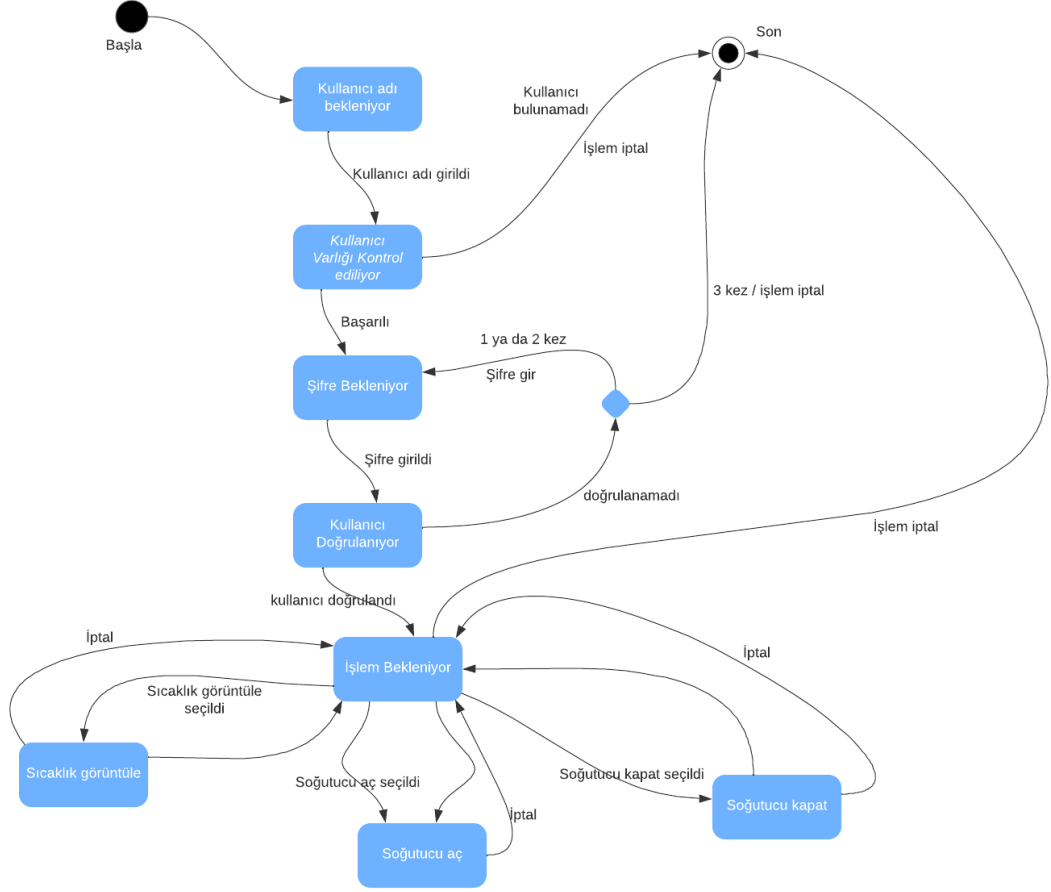 Başla
Son
Kullanıcı adı
bekleniyor
Kullanıcı
bulunamadı
İşlem iptal
Kullanıcı adı girildi
Kullanıcı
Varlığı Kontrol
ediliyor
3 kez / işlem iptal
Başarılı
1 ya da 2 kez
Şifre gir
Şifre Bekleniyor
Şifre girildi
doğrulanamadı
Kullanıcı
Doğrulanıyor
İşlem iptal
kullanıcı doğrulandı
İptal
İşlem Bekleniyor
İptal
Sıcaklık görüntüle
seçildi
Sıcaklık görüntüle
Soğutucu aç seçildi
Soğutucu kapat seçildi
Soğutucu kapat
İptal
Soğutucu aç